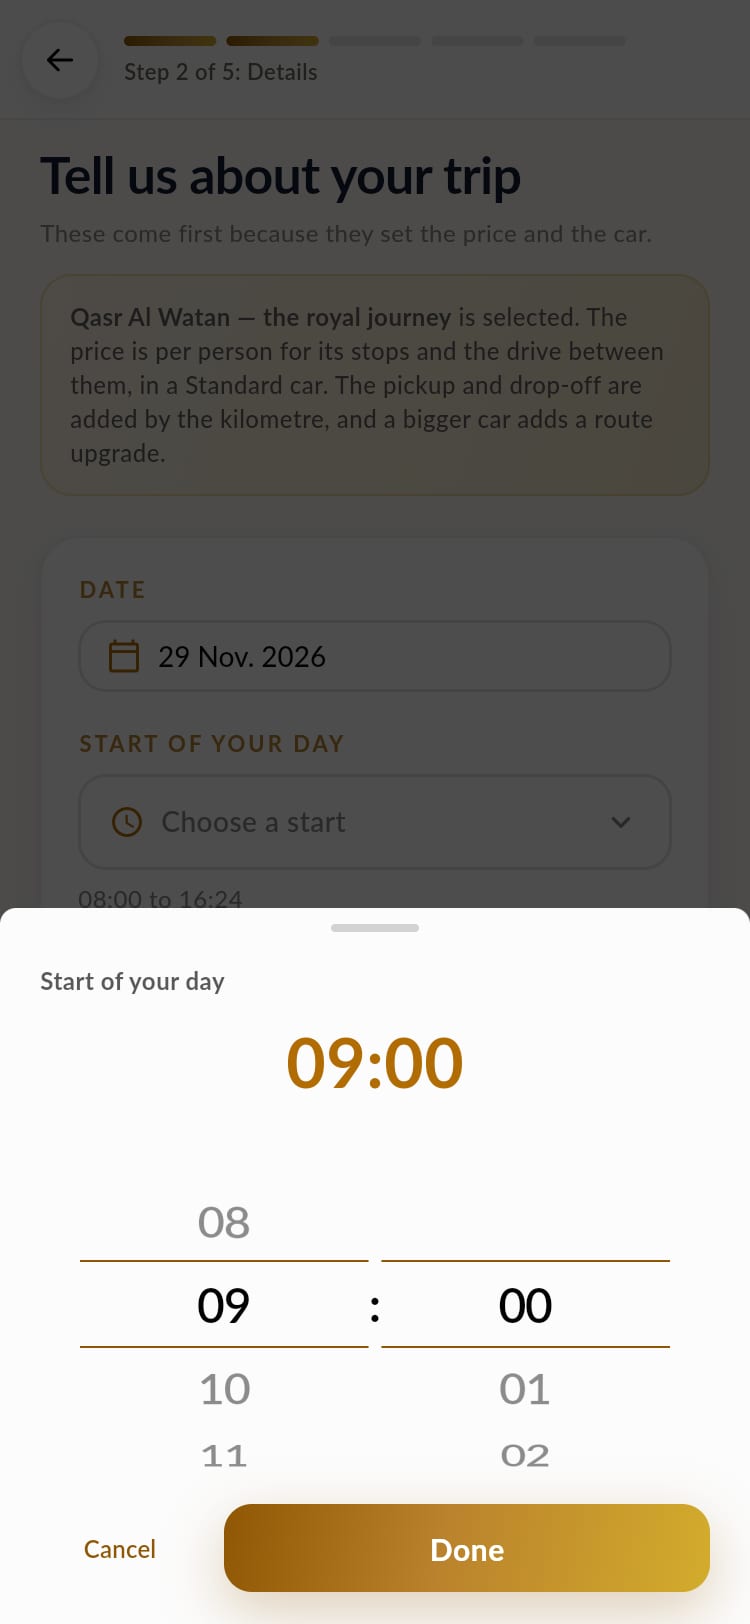 Step 2 of 5: Details
Tell us about your trip
These come first because they set the price and the car.
Qasr Al Watan — the royal journey is selected. The
price is per person for its stops and the drive between
them, in a Standard car. The pickup and drop-off are
added by the kilometre, and a bigger car adds a route
upgrade.
DATE
29 Nov. 2026
START OF YOUR DAY
Choose a start
08:00 to 16:24
Start of your day
09:00
08
09 : 00
10 01
11 02
Cancel Done